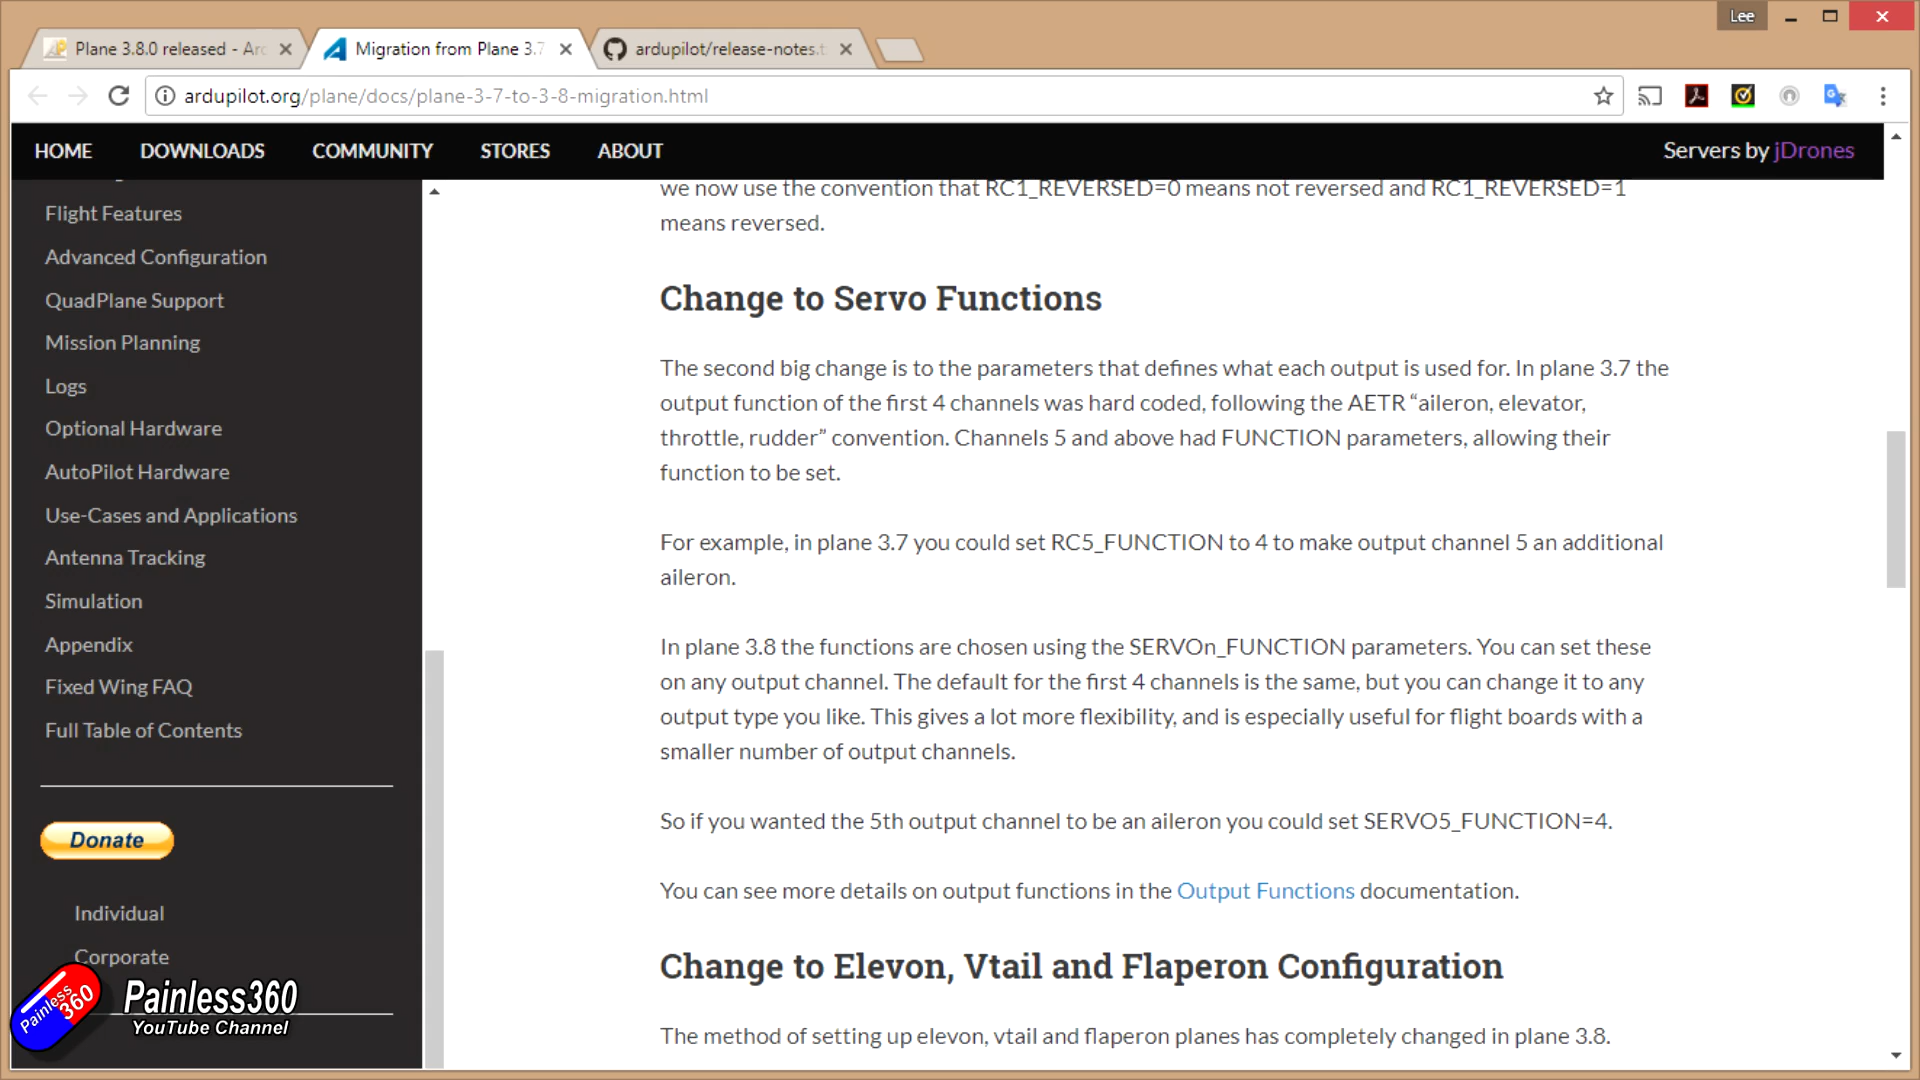 Lee
Plane 3.8.0 released - Arc
Migration from Plane 3.7
ardupilot/release-notes.t
ardupilot.org/plane/docs/plane-3-7-to-3-8-migration.html
HOME
DOWNLOADS
COMMUNITY
STORES
ABOUT
Servers by jDrones
Flight Features
Advanced Configuration
QuadPlane Support
Mission Planning
Logs
Optional Hardware
AutoPilot Hardware
Use-Cases and Applications
Antenna Tracking
Simulation
Appendix
Fixed Wing FAQ
Full Table of Contents
Donate
Individual
Corporate
Painless
360
Painless360
YouTube Channel
we now use the convention that RC1_REVERSED=0 means not reversed and RC1_REVERSED=1
means reversed.
Change to Servo Functions
The second big change is to the parameters that defines what each output is used for. In plane 3.7 the
output function of the first 4 channels was hard coded, following the AETR “aileron, elevator,
throttle, rudder” convention. Channels 5 and above had FUNCTION parameters, allowing their
function to be set.
For example, in plane 3.7 you could set RC5_FUNCTION to 4 to make output channel 5 an additional
aileron.
In plane 3.8 the functions are chosen using the SERVOn_FUNCTION parameters. You can set these
on any output channel. The default for the first 4 channels is the same, but you can change it to any
output type you like. This gives a lot more flexibility, and is especially useful for flight boards with a
smaller number of output channels.
So if you wanted the 5th output channel to be an aileron you could set SERVO5_FUNCTION=4.
You can see more details on output functions in the Output Functions documentation.
Change to Elevon, Vtail and Flaperon Configuration
The method of setting up elevon, vtail and flaperon planes has completely changed in plane 3.8.